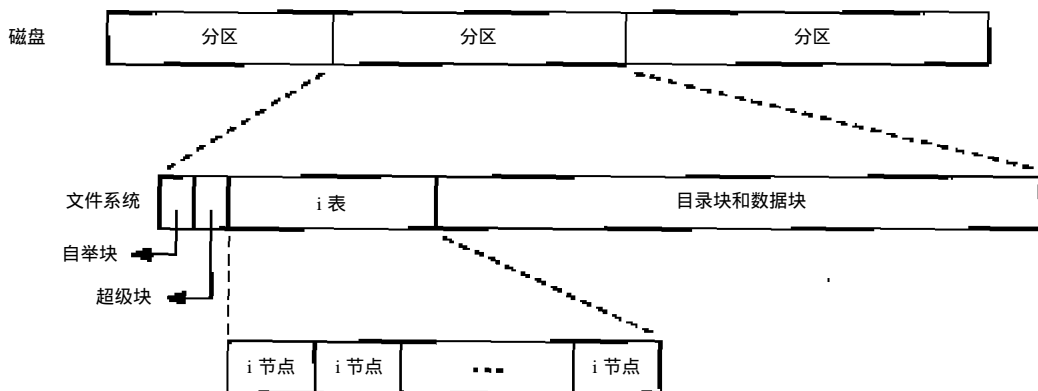 磁盘 分区 分区 分区
文件系统 i 表 目录块和数据块
自举块
超级块
i 节点 i 节点 ... i 节点